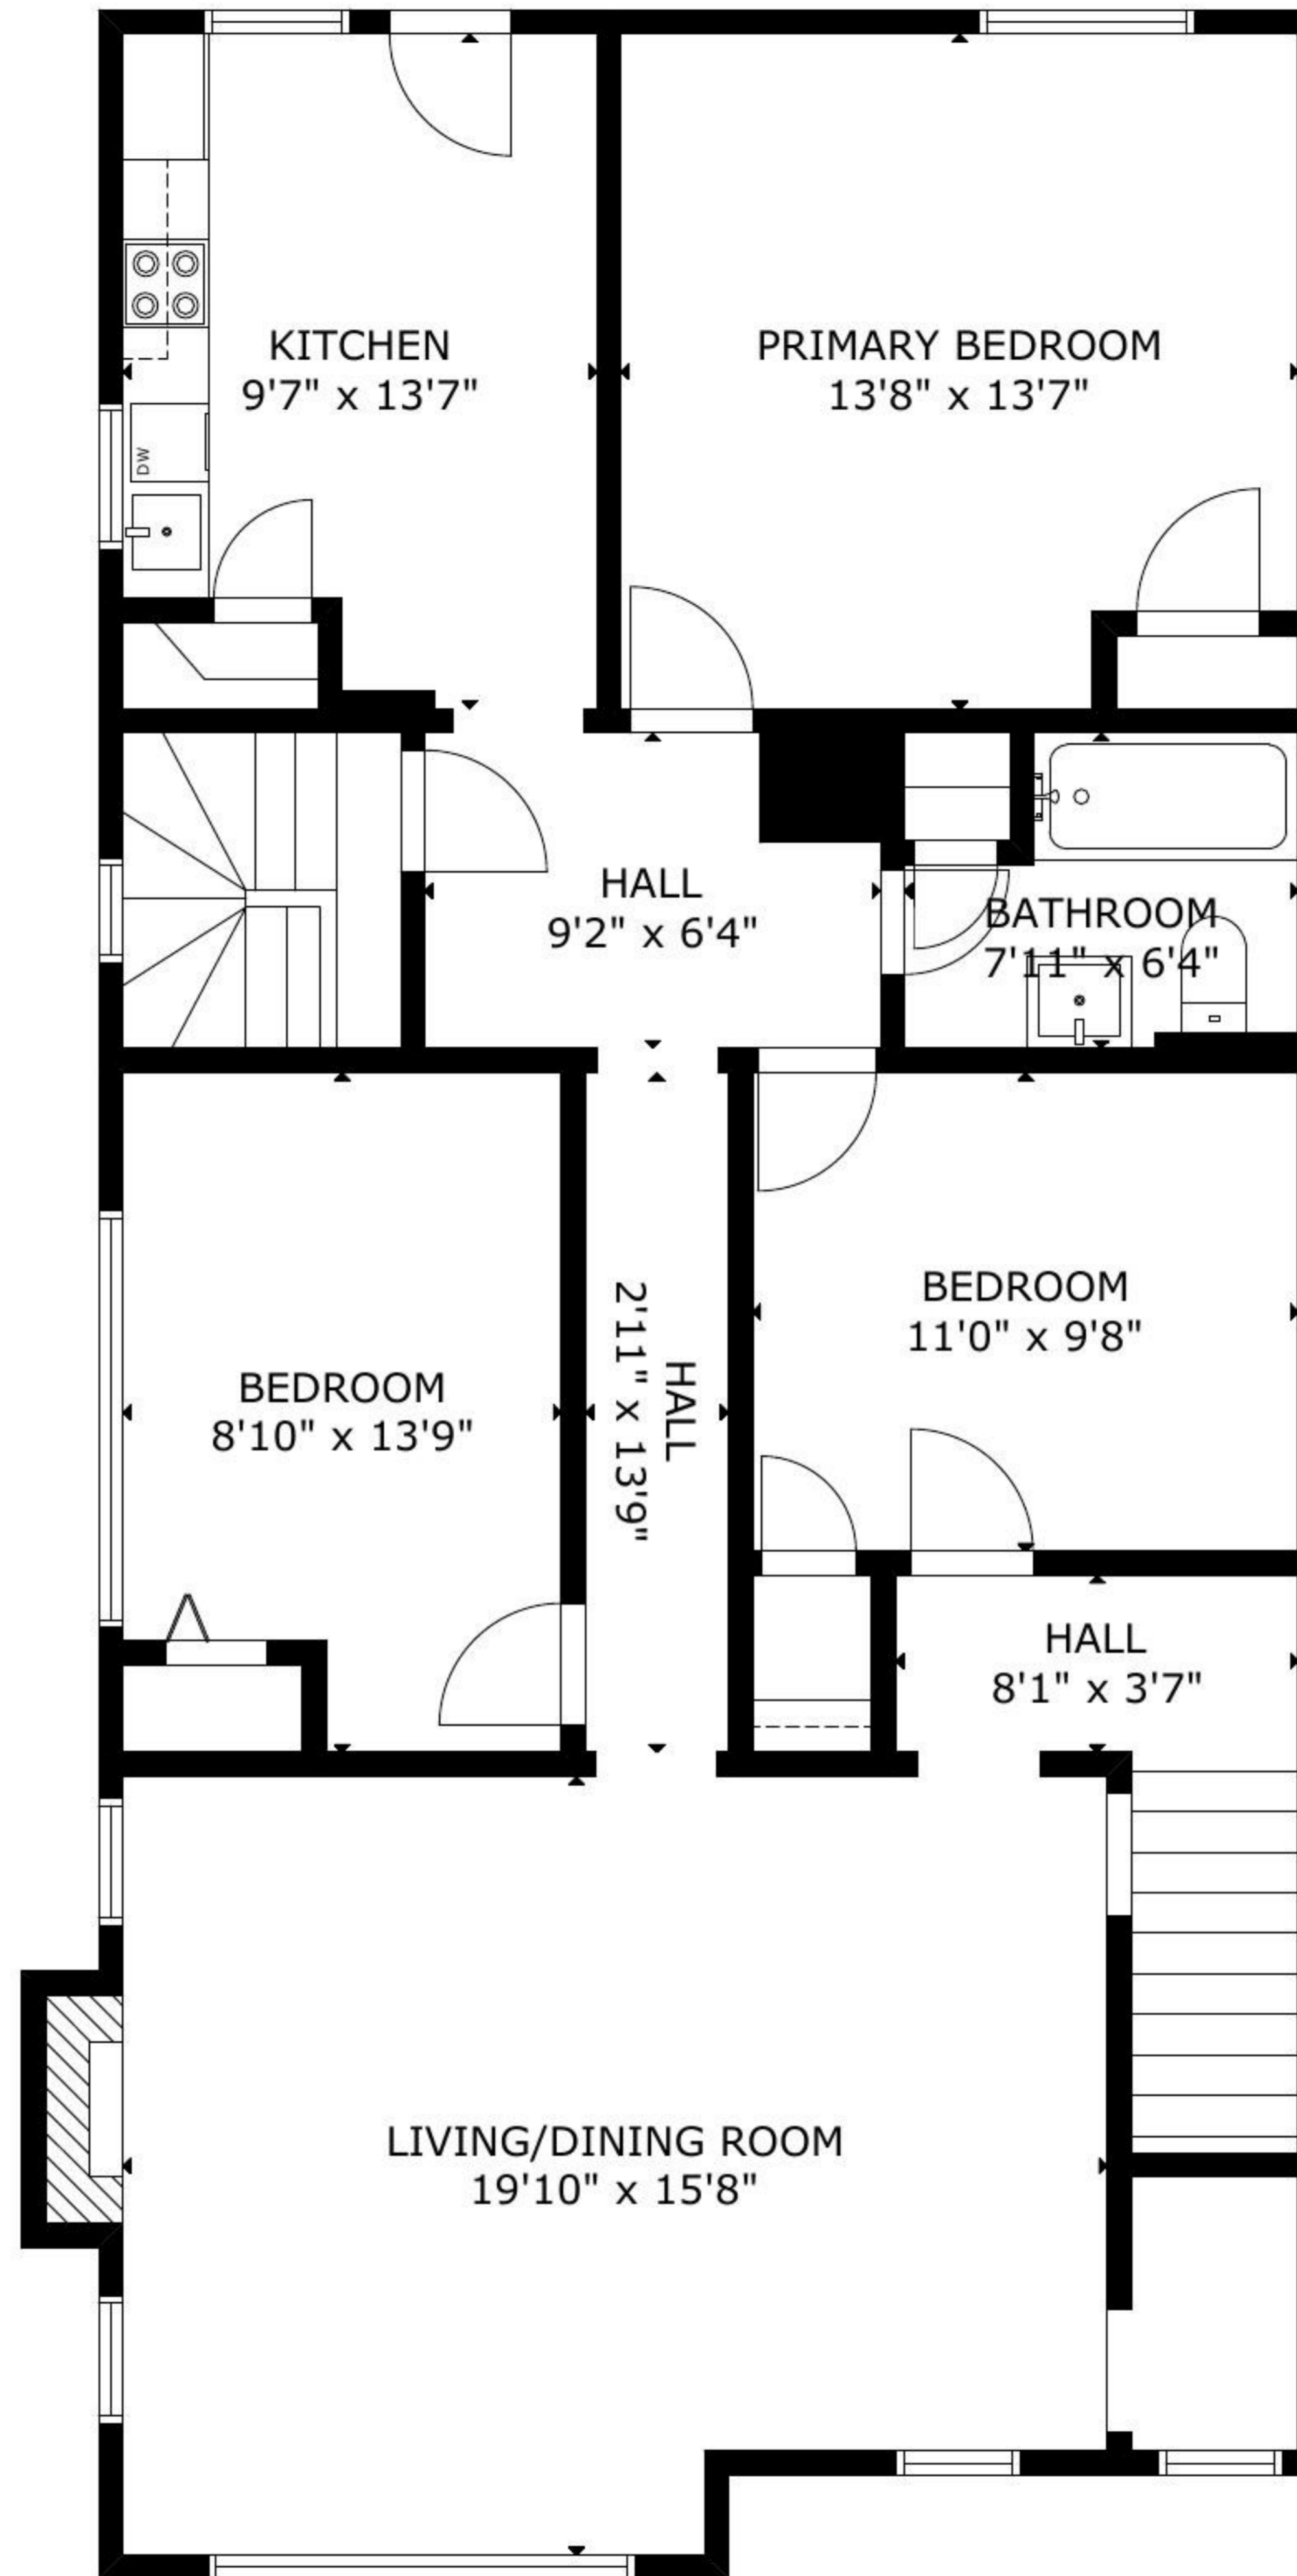 KITCHEN
9'7" x 13'7"
PRIMARY BEDROOM
13'8" x 13'7"
DW
HALL
9'2" x 6'4"
BATHROOM
7'11" x 6'4"
BEDROOM
11'0" x 9'8"
BEDROOM
8'10" x 13'9"
HALL
2'11" x 13'9"
HALL
8'1" x 3'7"
LIVING/DINING ROOM
19'10" x 15'8"